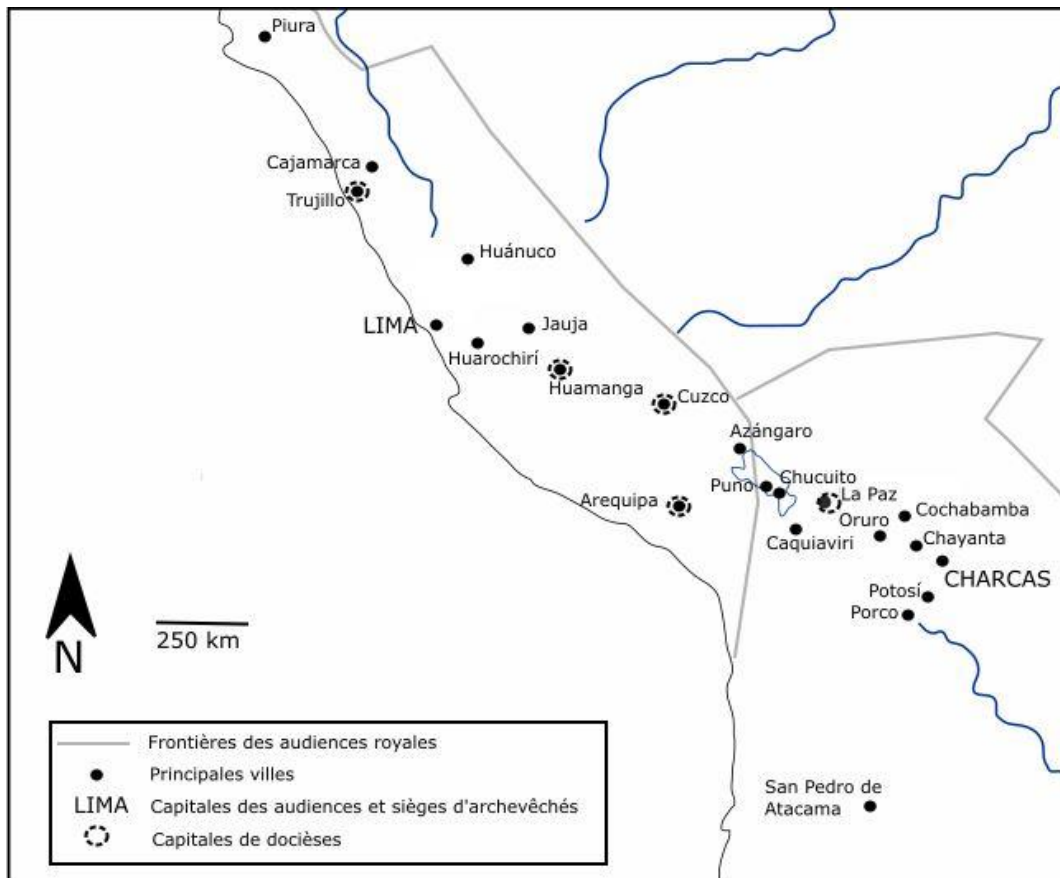 Piura
Cajamarca
Trujillo
Huánuco
LIMA
Jauja
Huarochirí
Huamanga
Cuzco
Azángaro
Chucuito
Puno
La Paz
Arequipa
Cochabamba
Oruro
Caquiaviri
Chayanta
CHARCAS
Potosí
Porco
250 km
N
Frontières des audiences royales
Principales villes
LIMA Capitales des audiences et sièges d'archevêchés
Capitales de docièses
San Pedro de
Atacama